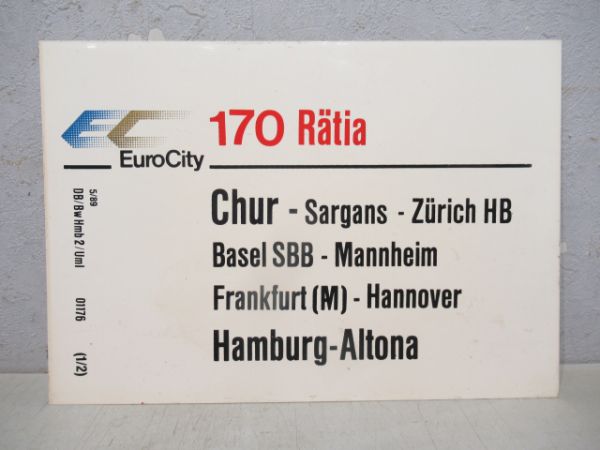 EC
EuroCity
170 Rätia
Chur - Sargans - Zürich HB
Basel SBB - Mannheim
Frankfurt (M) - Hannover
Hamburg-Altona
5/89
DB/Bw Hmb 2/Uml 01176 (1/2)